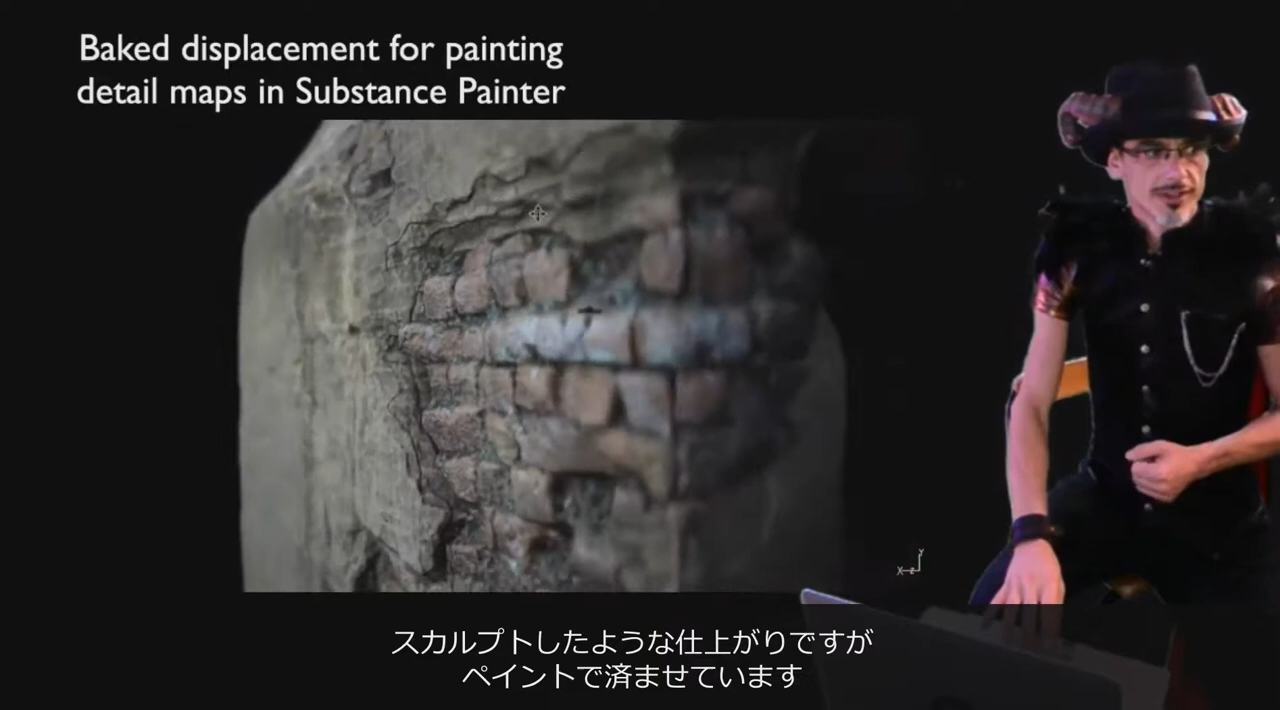 Baked displacement for painting
detail maps in Substance Painter
Y
X Z
スカルプトしたような仕上がりですが
ペイントで済ませています